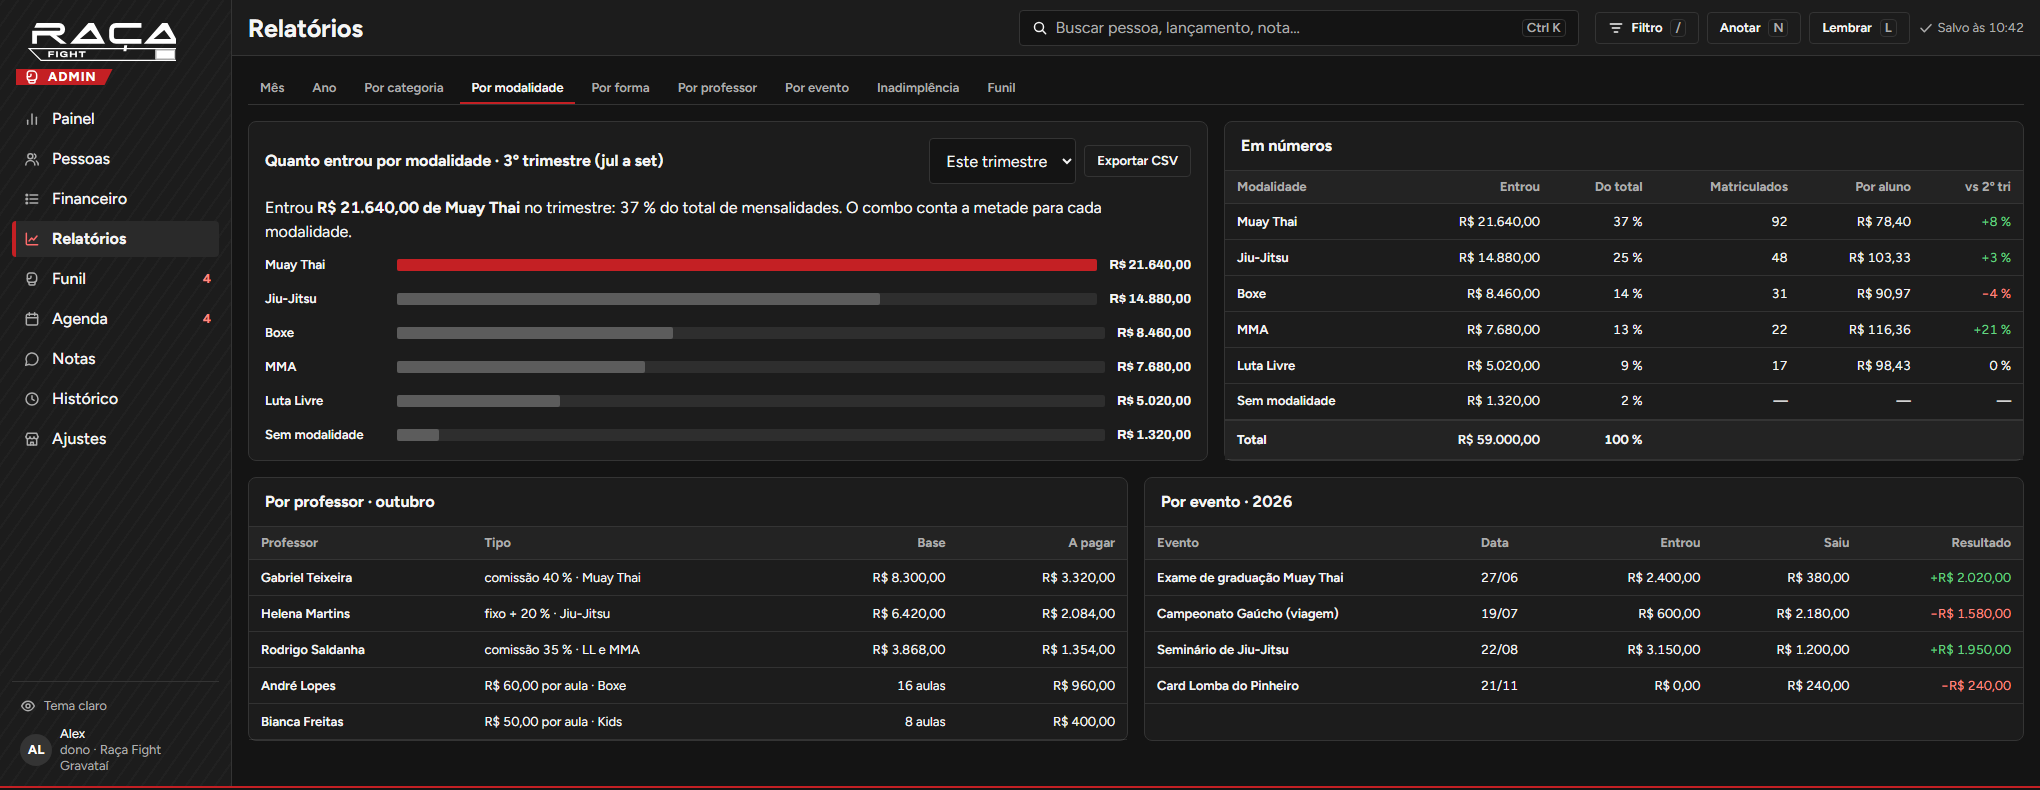 RAÇA
FIGHT
ADMIN
Painel
Pessoas
Financeiro
Relatórios
Funil 4
Agenda 4
Notas
Histórico
Ajustes
Tema claro
AL
Alex
dono · Raça Fight
Gravataí
Relatórios
Buscar pessoa, lançamento, nota... Ctrl K
Filtro /
Anotar N
Lembrar L
Salvo às 10:42
Mês Ano Por categoria Por modalidade Por forma Por professor Por evento Inadimplência Funil
Quanto entrou por modalidade · 3º trimestre (jul a set)
Este trimestre
Exportar CSV
Entrou R$ 21.640,00 de Muay Thai no trimestre: 37 % do total de mensalidades. O combo conta a metade para cada
modalidade.
Muay Thai R$ 21.640,00
Jiu-Jitsu R$ 14.880,00
Boxe R$ 8.460,00
MMA R$ 7.680,00
Luta Livre R$ 5.020,00
Sem modalidade R$ 1.320,00
Em números
Modalidade Entrou Do total Matriculados Por aluno vs 2º tri
Muay Thai R$ 21.640,00 37 % 92 R$ 78,40 +8 %
Jiu-Jitsu R$ 14.880,00 25 % 48 R$ 103,33 +3 %
Boxe R$ 8.460,00 14 % 31 R$ 90,97 −4 %
MMA R$ 7.680,00 13 % 22 R$ 116,36 +21 %
Luta Livre R$ 5.020,00 9 % 17 R$ 98,43 0 %
Sem modalidade R$ 1.320,00 2 % — — —
Total R$ 59.000,00 100 %
Por professor · outubro
Professor Tipo Base A pagar
Gabriel Teixeira comissão 40 % · Muay Thai R$ 8.300,00 R$ 3.320,00
Helena Martins fixo + 20 % · Jiu-Jitsu R$ 6.420,00 R$ 2.084,00
Rodrigo Saldanha comissão 35 % · LL e MMA R$ 3.868,00 R$ 1.354,00
André Lopes R$ 60,00 por aula · Boxe 16 aulas R$ 960,00
Bianca Freitas R$ 50,00 por aula · Kids 8 aulas R$ 400,00
Por evento · 2026
Evento Data Entrou Saiu Resultado
Exame de graduação Muay Thai 27/06 R$ 2.400,00 R$ 380,00 +R$ 2.020,00
Campeonato Gaúcho (viagem) 19/07 R$ 600,00 R$ 2.180,00 −R$ 1.580,00
Seminário de Jiu-Jitsu 22/08 R$ 3.150,00 R$ 1.200,00 +R$ 1.950,00
Card Lomba do Pinheiro 21/11 R$ 0,00 R$ 240,00 −R$ 240,00